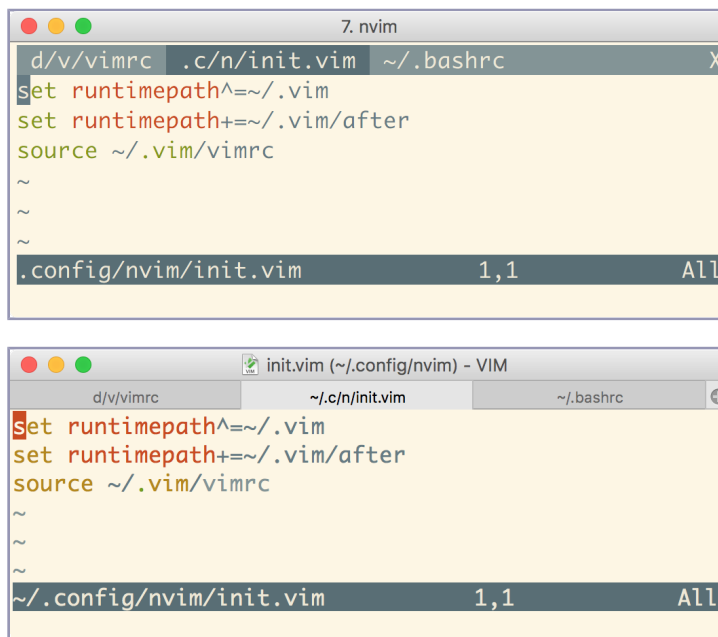 7. nvim
d/v/vimrc .c/n/init.vim ~/.bashrc X
set runtimepath^=~/.vim
set runtimepath+=~/.vim/after
source ~/.vim/vimrc
~
~
~
.config/nvim/init.vim 1,1 All
init.vim (~/.config/nvim) - VIM
d/v/vimrc ~/.c/n/init.vim ~/.bashrc
set runtimepath^=~/.vim
set runtimepath+=~/.vim/after
source ~/.vim/vimrc
~
~
~
~/.config/nvim/init.vim 1,1 All